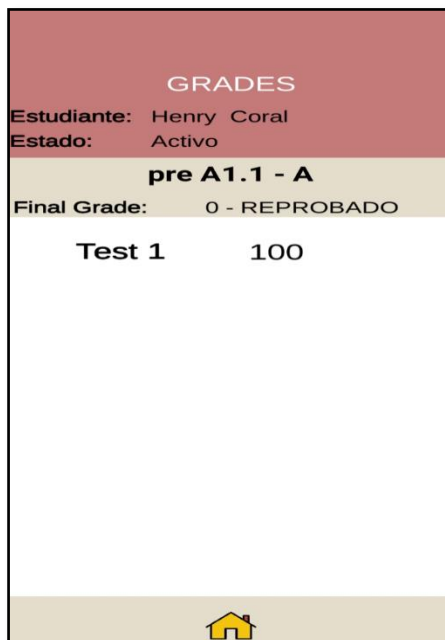 GRADES
Estudiante: Henry Coral
Estado: Activo
pre A1.1 - A
Final Grade: 0 - REPROBADO
Test 1 100